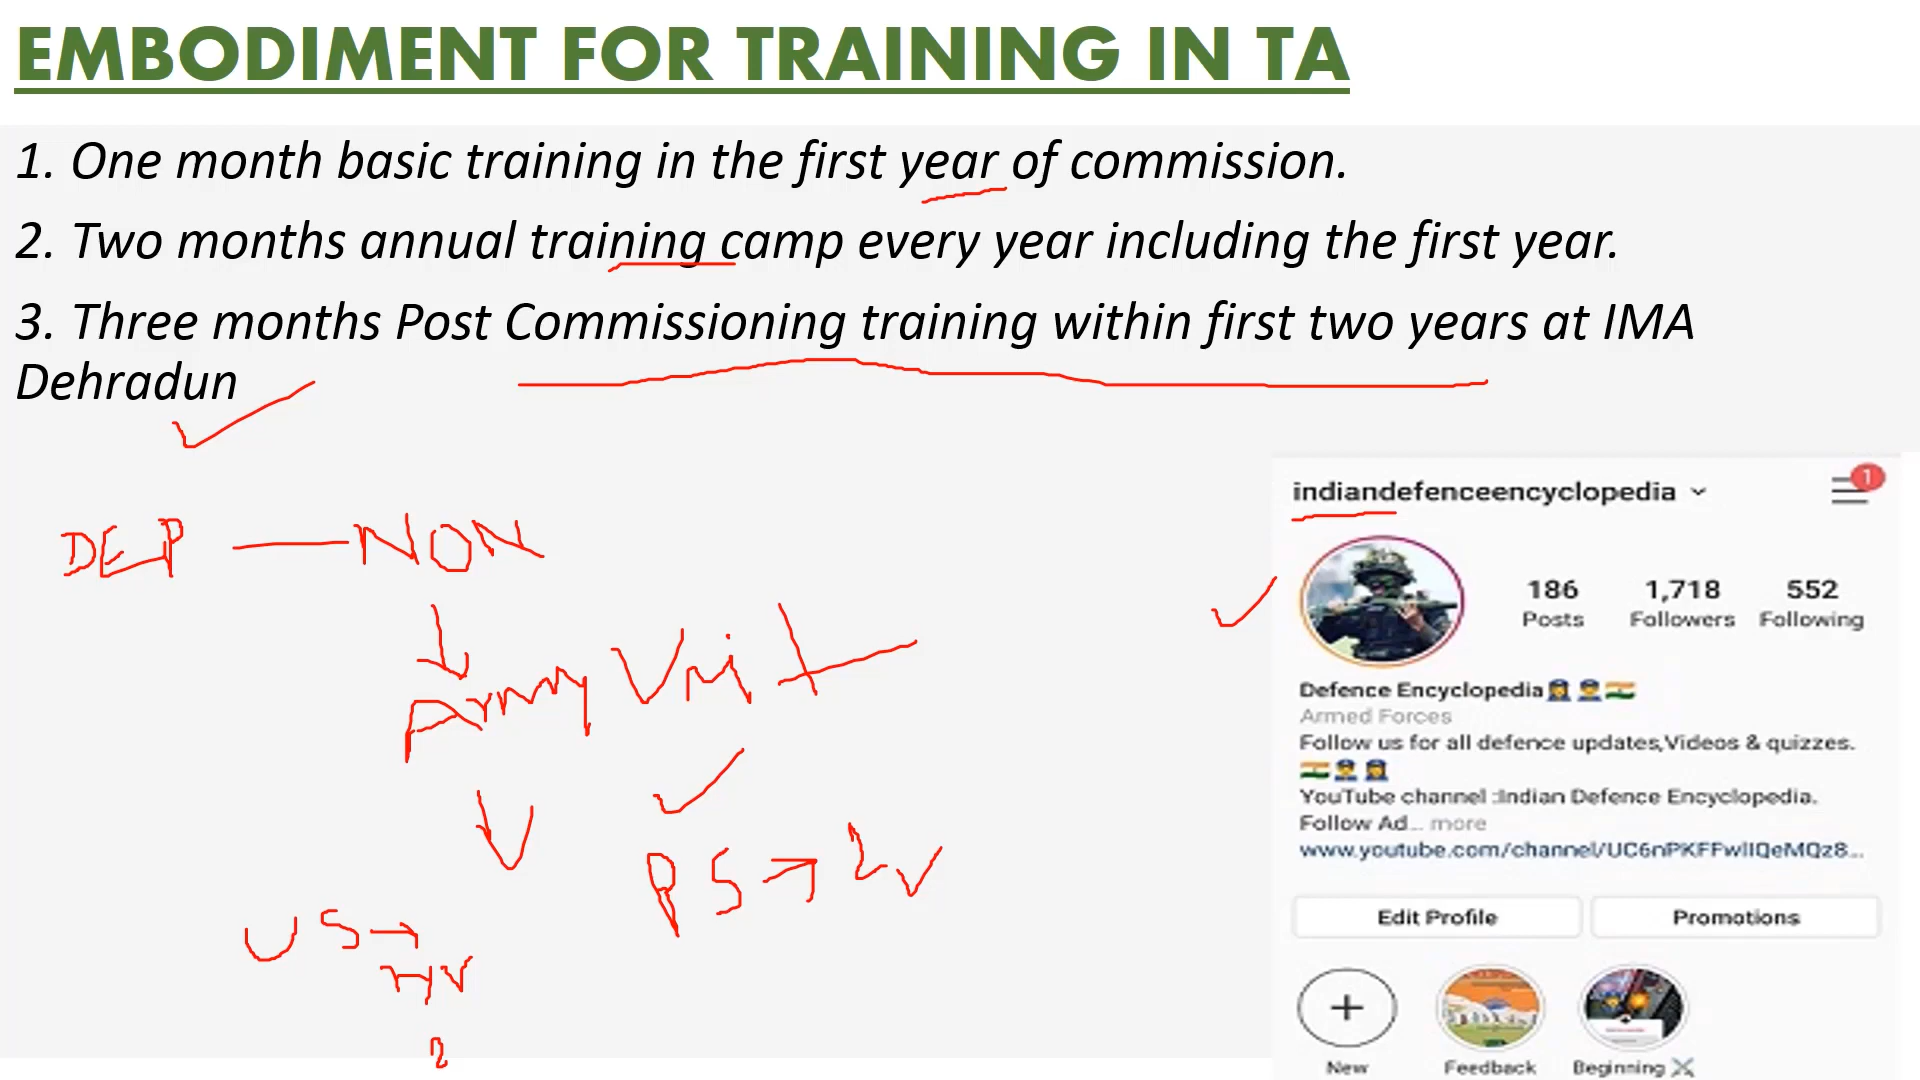 EMBODIMENT FOR TRAINING IN TA
1. One month basic training in the first year of commission.
2. Two months annual training camp every year including the first year.
3. Three months Post Commissioning training within first two years at IMA
Dehradun
DEP — NON
Army Unit
PS → 2
US →
2
indiandefenceencyclopedia
1
186 1,718 552
Posts Followers Following
Defence Encyclopedia👩‍✈️👮🇮🇳
Armed Forces
Follow us for all defence updates,Videos & quizzes.
🇮🇳👮👩‍✈️
YouTube channel :Indian Defence Encyclopedia.
Follow Ad... more
www.youtube.com/channel/UC6nPKFFwlIQeMQz8...
Edit Profile Promotions
New Feedback Beginning ⚔